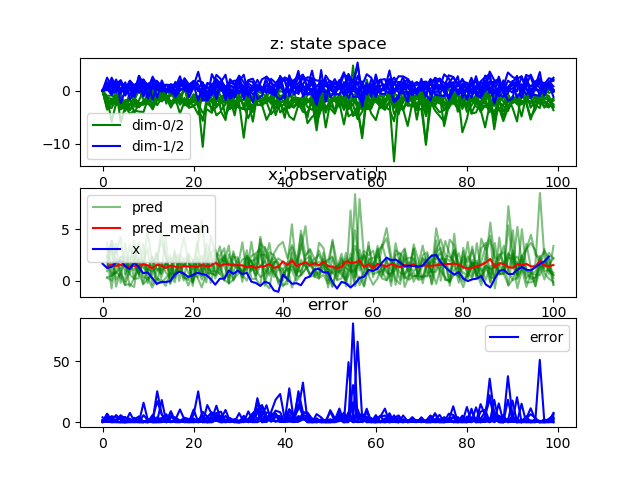 z: state space
0
−10
dim-0/2
dim-1/2
0 20 40 60 80 100
x: observation
5
0
pred
pred_mean
x
0 20 40 60 80 100
error
50
0
error
0 20 40 60 80 100